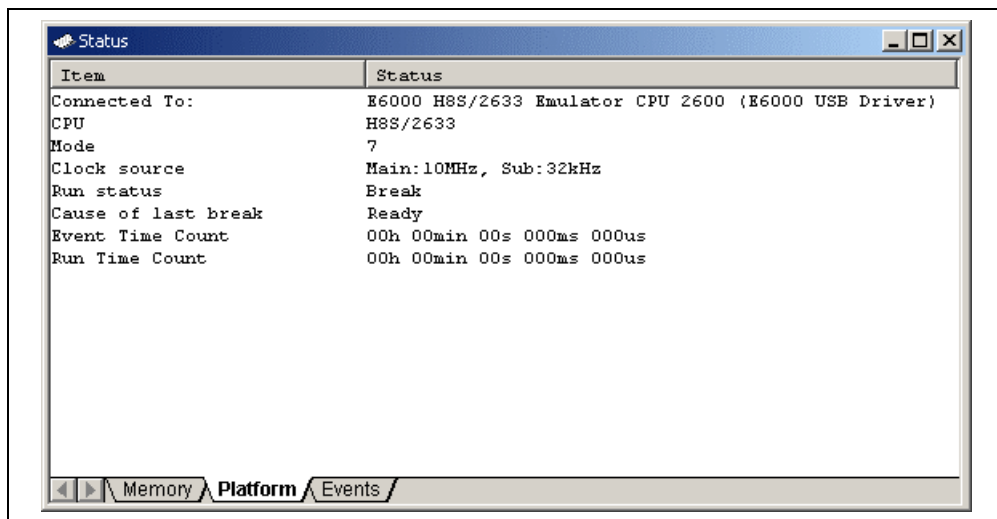 Status
Item Status
Connected To: E6000 H8S/2633 Emulator CPU 2600 (E6000 USB Driver)
CPU H8S/2633
Mode 7
Clock source Main:10MHz, Sub:32kHz
Run status Break
Cause of last break Ready
Event Time Count 00h 00min 00s 000ms 000us
Run Time Count 00h 00min 00s 000ms 000us
Memory Platform Events